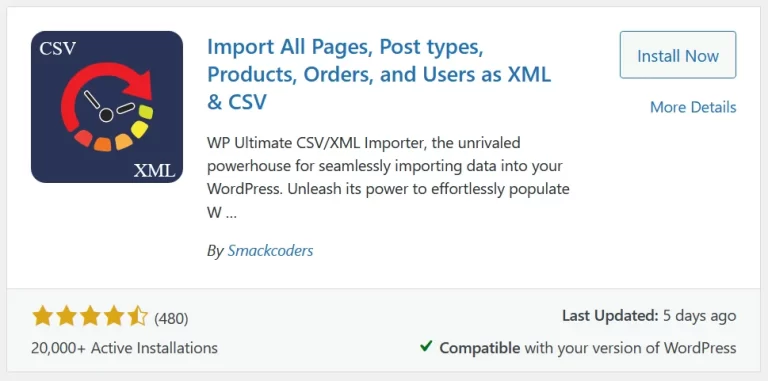 CSV
XML
Import All Pages, Post types,
Products, Orders, and Users as XML
& CSV
Install Now
More Details
WP Ultimate CSV/XML Importer, the unrivaled
powerhouse for seamlessly importing data into your
WordPress. Unleash its power to effortlessly populate
W ...
By Smackcoders
(480)
Last Updated: 5 days ago
20,000+ Active Installations
Compatible with your version of WordPress